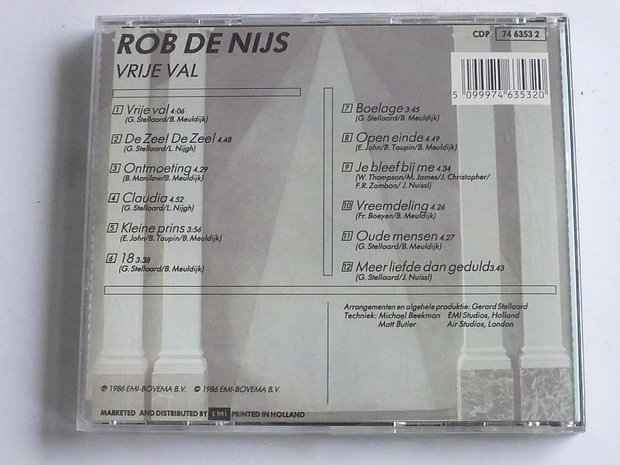 ROB DE NIJS
VRIJE VAL
CDP 74 6353 2
5 099974 635320
1 Vrije val 4:06
(G. Stellaard/B. Meuldijk)
2 De Zeel De Zeel 4.48
(G. Stellaard/L. Nijgh)
3 Ontmoeting 4.29
(B. Manilow/B. Meuldijk)
4 Claudia 4.52
(G. Stellaard/L. Nijgh)
5 Kleine prins 3:56
(E. John/B. Taupin/B. Meuldijk)
6 18 3.38
(G. Stellaard/B. Meuldijk)
7 Boelage 3:45
(G. Stellaard/B. Meuldijk)
8 Open einde 4.49
(E. John/B. Taupin/B. Meuldijk)
9 Je bleef bij me 4.34
(W. Thompson/M. James/J. Christopher/
F.R. Zambon/J. Nuissl)
10 Vreemdeling 4.26
(Fr. Boeyen/B. Meuldijk)
11 Oude mensen 4.27
(G. Stellaard/B. Meuldijk)
12 Meer liefde dan geduld 3.43
(G. Stellaard/J. Nuissl)
Arrangementen en algehele produktie: Gerard Stellaard
Techniek: Michael Beekman EMI Studios, Holland
Matt Butler Air Studios, London
℗ 1986 EMI-BOVEMA B.V. © 1986 EMI-BOVEMA B.V.
MARKETED AND DISTRIBUTED BY EMI PRINTED IN HOLLAND